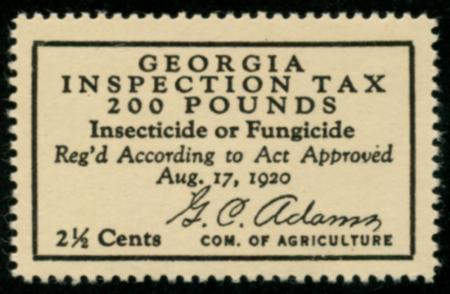 GEORGIA
INSPECTION TAX
200 POUNDS
Insecticide or Fungicide
Reg'd According to Act Approved
Aug. 17, 1920
G. C. Adams
2½ Cents COM. OF AGRICULTURE